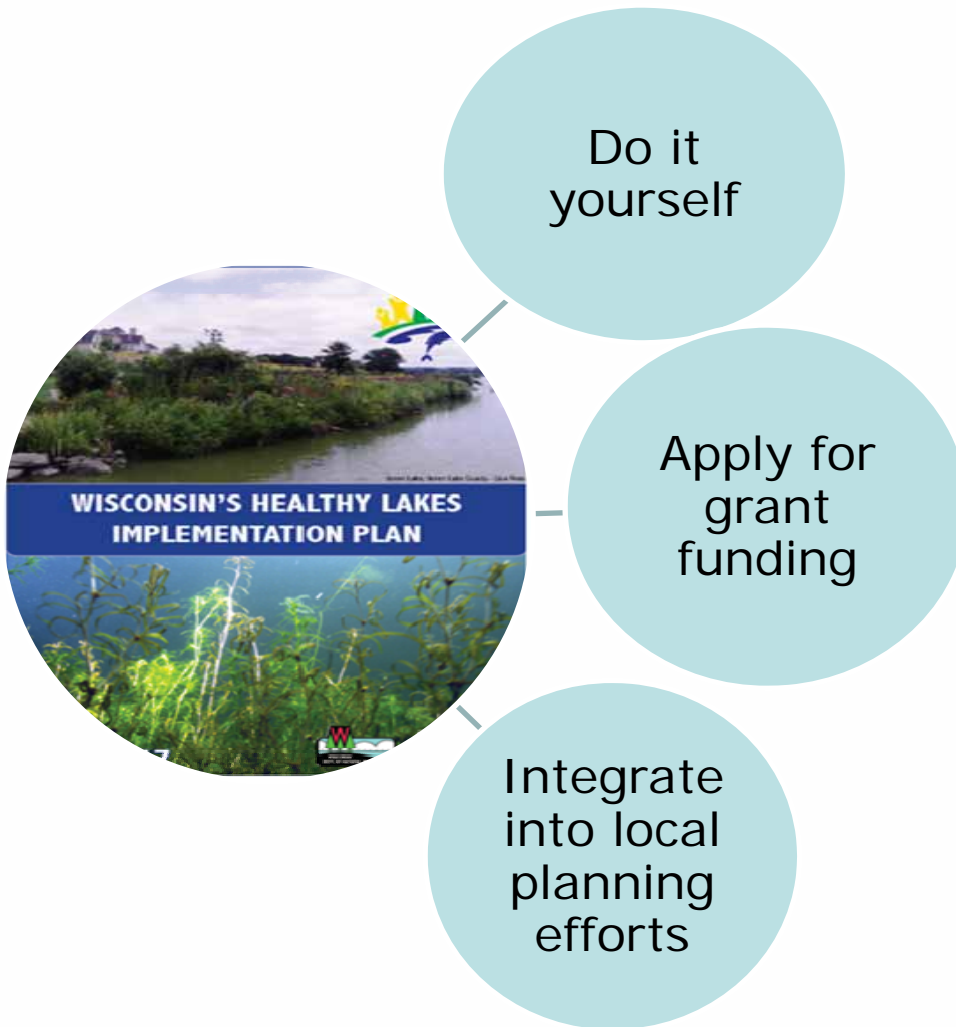 Do it
yourself
WISCONSIN'S HEALTHY LAKES
IMPLEMENTATION PLAN
Apply for
grant
funding
Integrate
into local
planning
efforts